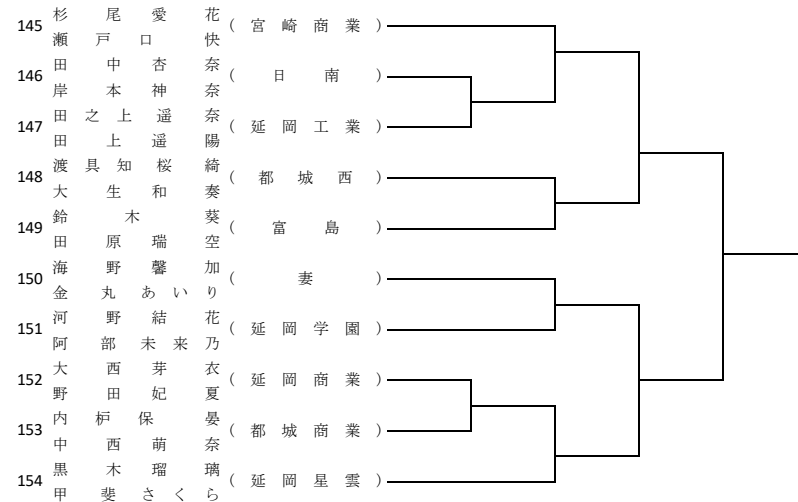 杉尾愛花
145 (宮崎商業)
瀬戸口快
田中杏奈
146 (日南)
岸本神奈
田之上遥奈
147 (延岡工業)
田上遥陽
渡具知桜綺
148 (都城西)
大生和奏
鈴木葵
149 (富島)
田原瑞空
海野馨加
150 (妻)
金丸あいり
河野結花
151 (延岡学園)
阿部未来乃
大西芽衣
152 (延岡商業)
野田妃夏
内枦保晏
153 (都城商業)
中西萌奈
黒木瑠璃
154 (延岡星雲)
甲斐さくら